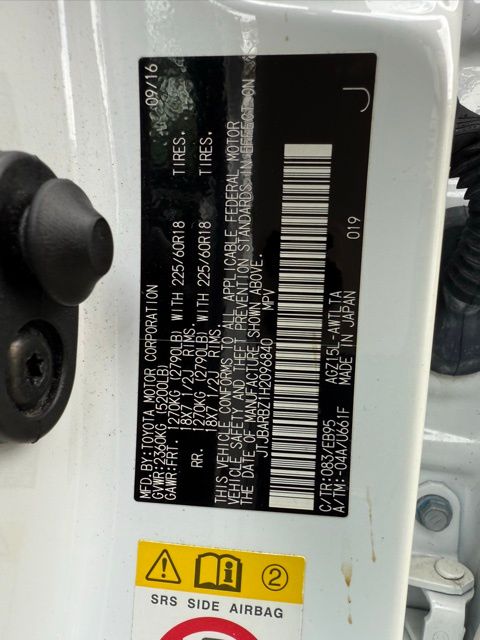 MFD.BY:TOYOTA MOTOR CORPORATION 09/16
GVWR:2360KG (5200LB)
GAWR:FRT. 1270KG (2790LB) WITH 225/60R18 TIRES.
18X7 1/2J RIMS.
RR. 1270KG (2790LB) WITH 225/60R18 TIRES.
18X7 1/2J RIMS.
THIS VEHICLE CONFORMS TO ALL APPLICABLE FEDERAL MOTOR
VEHICLE SAFETY AND THEFT PREVENTION STANDARDS IN EFFECT ON
THE DATE OF MANUFACTURE SHOWN ABOVE.
JTJBARBZ1H2096840 MPV
J
C/TR:083/EB95 AGZ15L-AWTLTA
A/TM:-04A/U661F MADE IN JAPAN 019
2
SRS SIDE AIRBAG